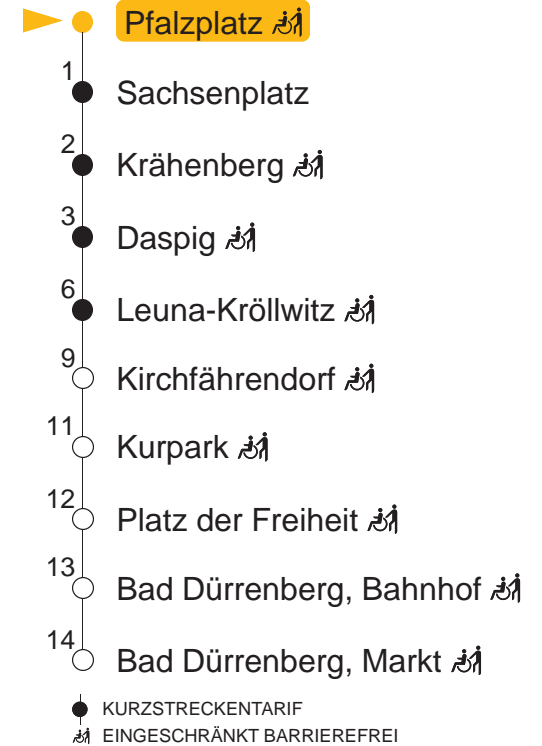 Pfalzplatz
1
Sachsenplatz
2
Krähenberg
3
Daspig
6
Leuna-Kröllwitz
9
Kirchfährendorf
11
Kurpark
12
Platz der Freiheit
13
Bad Dürrenberg, Bahnhof
14
Bad Dürrenberg, Markt
KURZSTRECKENTARIF
EINGESCHRÄNKT BARRIEREFREI